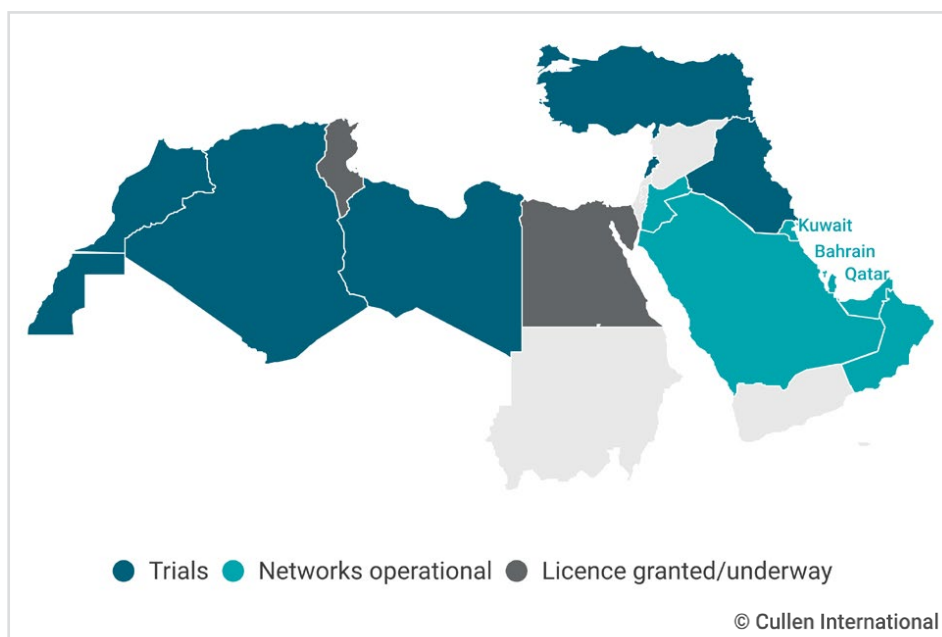 Kuwait
Bahrain
Qatar
Trials
Networks operational
Licence granted/underway
© Cullen International